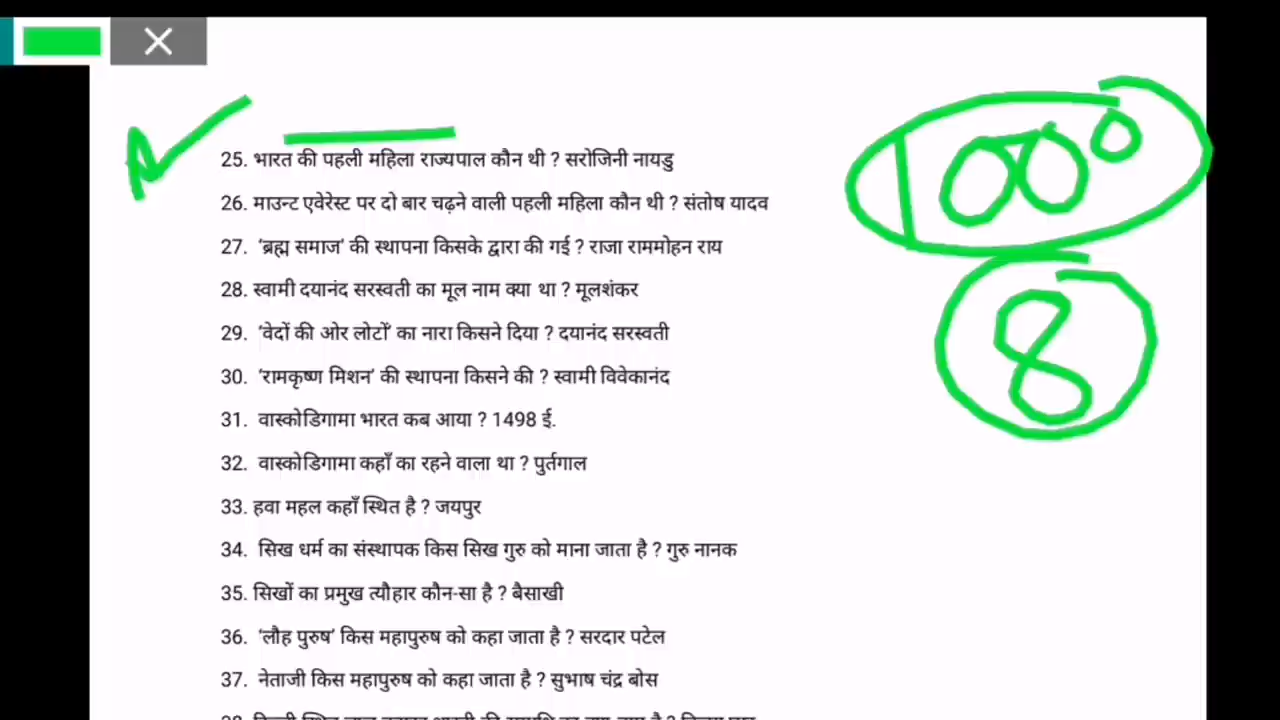 1000
8
25. भारत की पहली महिला राज्यपाल कौन थी ? सरोजिनी नायडु
26. माउन्ट एवेरेस्ट पर दो बार चढ़ने वाली पहली महिला कौन थी ? संतोष यादव
27. ‘ब्रह्म समाज’ की स्थापना किसके द्वारा की गई ? राजा राममोहन राय
28. स्वामी दयानंद सरस्वती का मूल नाम क्या था ? मूलशंकर
29. ‘वेदों की ओर लोटों’ का नारा किसने दिया ? दयानंद सरस्वती
30. ‘रामकृष्ण मिशन’ की स्थापना किसने की ? स्वामी विवेकानंद
31. वास्कोडिगामा भारत कब आया ? 1498 ई.
32. वास्कोडिगामा कहाँ का रहने वाला था ? पुर्तगाल
33. हवा महल कहाँ स्थित है ? जयपुर
34. सिख धर्म का संस्थापक किस सिख गुरु को माना जाता है ? गुरु नानक
35. सिखों का प्रमुख त्यौहार कौन-सा है ? बैसाखी
36. ‘लौह पुरुष’ किस महापुरुष को कहा जाता है ? सरदार पटेल
37. नेताजी किस महापुरुष को कहा जाता है ? सुभाष चंद्र बोस